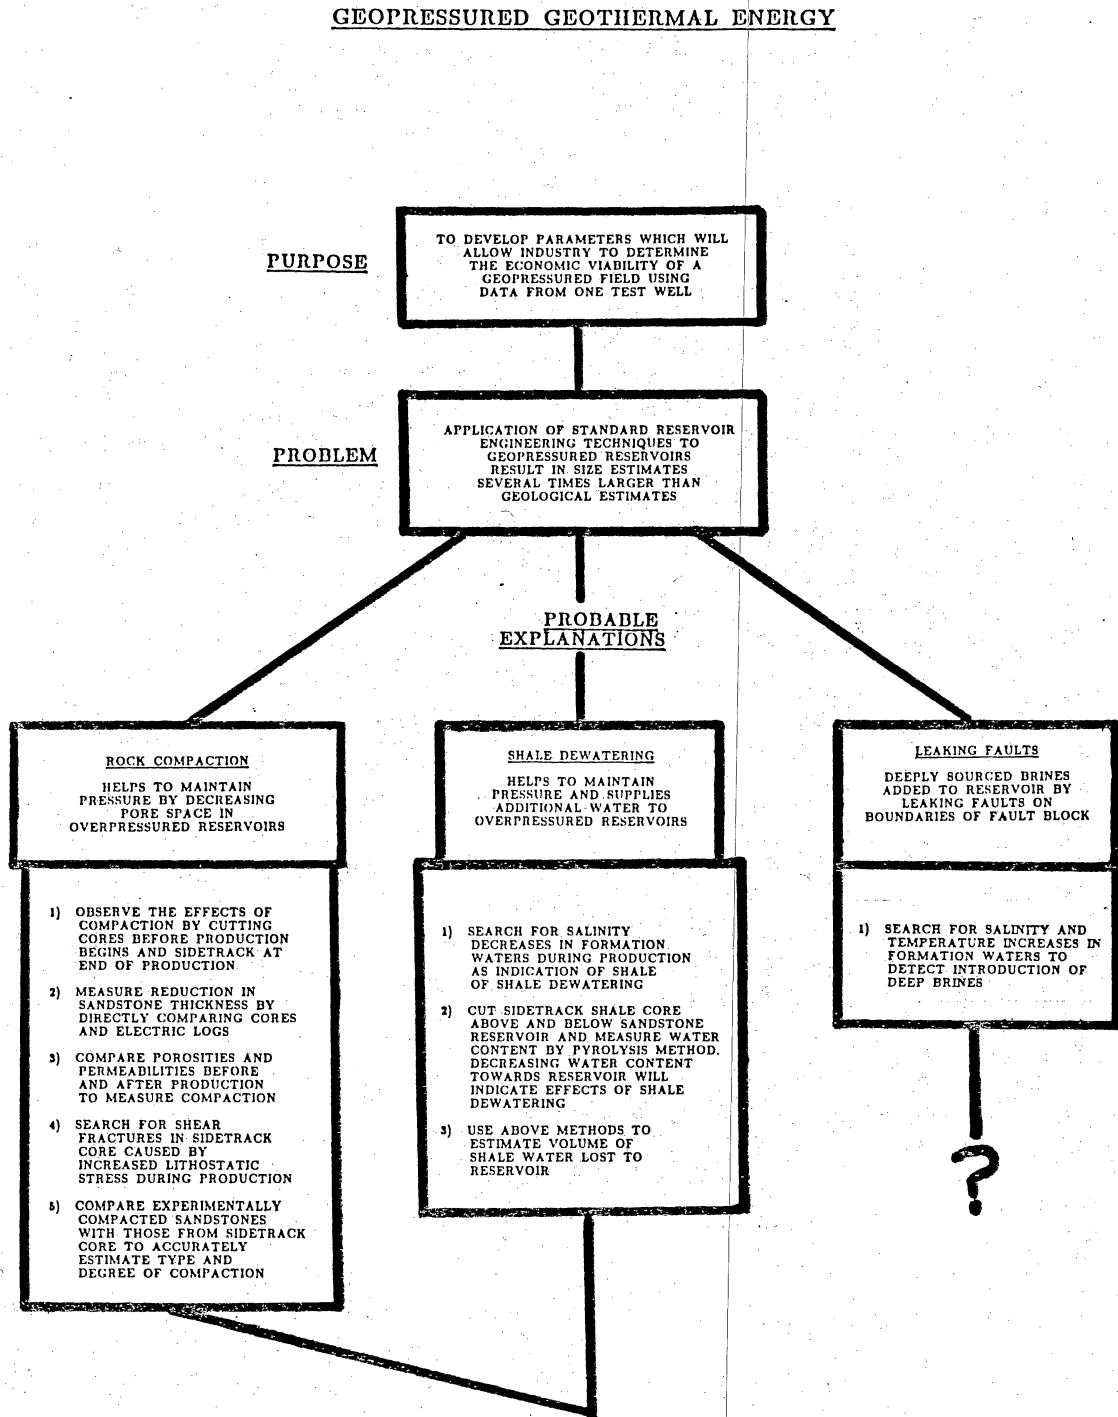 GEOPRESSURED GEOTHERMAL ENERGY
PURPOSE
TO DEVELOP PARAMETERS WHICH WILL
ALLOW INDUSTRY TO DETERMINE
THE ECONOMIC VIABILITY OF A
GEOPRESSURED FIELD USING
DATA FROM ONE TEST WELL
PROBLEM
APPLICATION OF STANDARD RESERVOIR
ENGINEERING TECHNIQUES TO
GEOPRESSURED RESERVOIRS
RESULT IN SIZE ESTIMATES
SEVERAL TIMES LARGER THAN
GEOLOGICAL ESTIMATES
PROBABLE
EXPLANATIONS
ROCK COMPACTION
HELPS TO MAINTAIN
PRESSURE BY DECREASING
PORE SPACE IN
OVERPRESSURED RESERVOIRS
1) OBSERVE THE EFFECTS OF
COMPACTION BY CUTTING
CORES BEFORE PRODUCTION
BEGINS AND SIDETRACK AT
END OF PRODUCTION
2) MEASURE REDUCTION IN
SANDSTONE THICKNESS BY
DIRECTLY COMPARING CORES
AND ELECTRIC LOGS
3) COMPARE POROSITIES AND
PERMEABILITIES BEFORE
AND AFTER PRODUCTION
TO MEASURE COMPACTION
4) SEARCH FOR SHEAR
FRACTURES IN SIDETRACK
CORE CAUSED BY
INCREASED LITHOSTATIC
STRESS DURING PRODUCTION
5) COMPARE EXPERIMENTALLY
COMPACTED SANDSTONES
WITH THOSE FROM SIDETRACK
CORE TO ACCURATELY
ESTIMATE TYPE AND
DEGREE OF COMPACTION
SHALE DEWATERING
HELPS TO MAINTAIN
PRESSURE AND SUPPLIES
ADDITIONAL WATER TO
OVERPRESSURED RESERVOIRS
1) SEARCH FOR SALINITY
DECREASES IN FORMATION
WATERS DURING PRODUCTION
AS INDICATION OF SHALE
OF SHALE DEWATERING
2) CUT SIDETRACK SHALE CORE
ABOVE AND BELOW SANDSTONE
RESERVOIR AND MEASURE WATER
CONTENT BY PYROLYSIS METHOD.
DECREASING WATER CONTENT
TOWARDS RESERVOIR WILL
INDICATE EFFECTS OF SHALE
DEWATERING
3) USE ABOVE METHODS TO
ESTIMATE VOLUME OF
SHALE WATER LOST TO
RESERVOIR
LEAKING FAULTS
DEEPLY SOURCED BRINES
ADDED TO RESERVOIR BY
LEAKING FAULTS ON
BOUNDARIES OF FAULT BLOCK
1) SEARCH FOR SALINITY AND
TEMPERATURE INCREASES IN
FORMATION WATERS TO
DETECT INTRODUCTION OF
DEEP BRINES
?